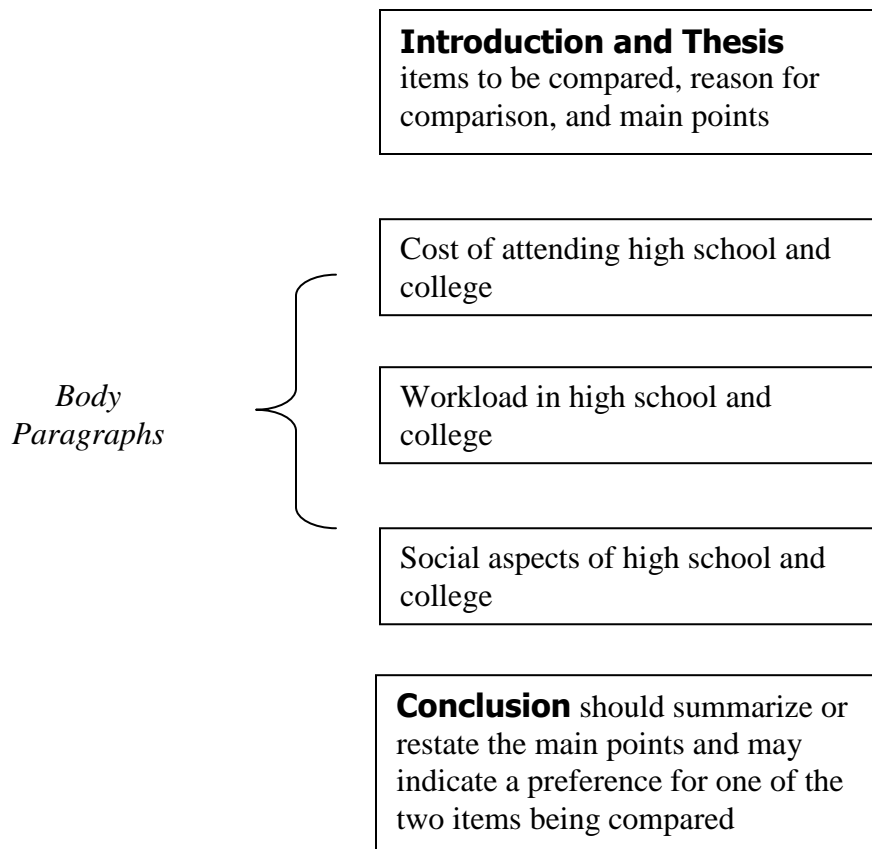 Introduction and Thesis
items to be compared, reason for
comparison, and main points
Cost of attending high school and
college
Body
Paragraphs
Workload in high school and
college
Social aspects of high school and
college
Conclusion should summarize or
restate the main points and may
indicate a preference for one of the
two items being compared